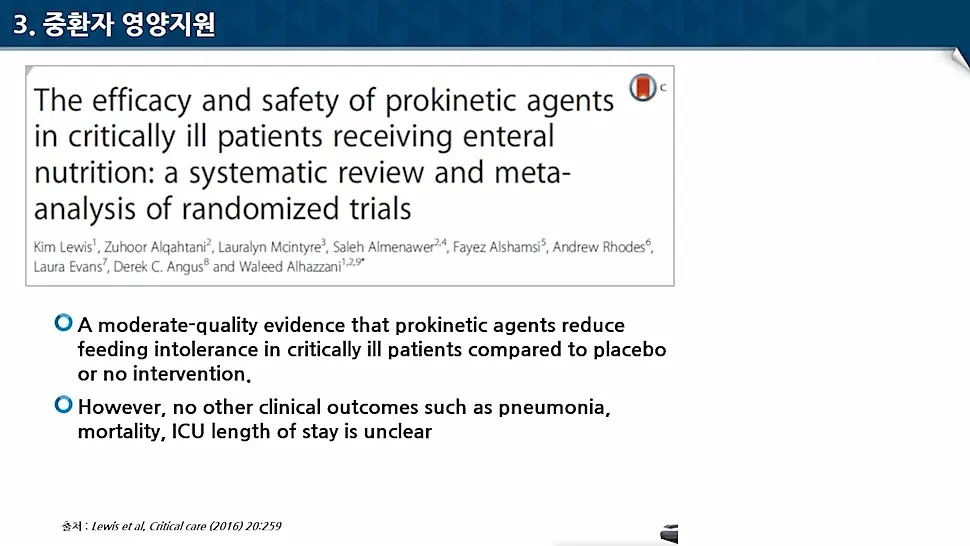 3. 중환자 영양지원
The efficacy and safety of prokinetic agents
in critically ill patients receiving enteral
nutrition: a systematic review and meta-
analysis of randomized trials
Kim Lewis1, Zuhoor Alqahtani2, Lauralyn Mcintyre3, Saleh Almenawer2,4, Fayez Alshamsi5, Andrew Rhodes6,
Laura Evans7, Derek C. Angus8 and Waleed Alhazzani1,2,9*
A moderate-quality evidence that prokinetic agents reduce
feeding intolerance in critically ill patients compared to placebo
or no intervention.
However, no other clinical outcomes such as pneumonia,
mortality, ICU length of stay is unclear
출처 : Lewis et al, Critical care (2016) 20:259